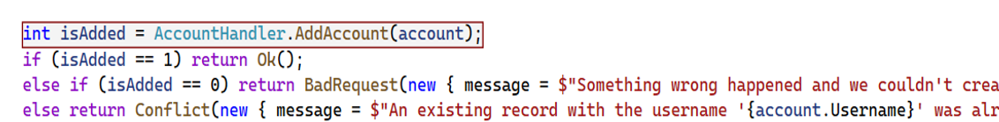 int isAdded = AccountHandler.AddAccount(account);
if (isAdded == 1) return Ok();
else if (isAdded == 0) return BadRequest(new { message = $"Something wrong happened and we couldn't crea
else return Conflict(new { message = $"An existing record with the username '{account.Username}' was alr